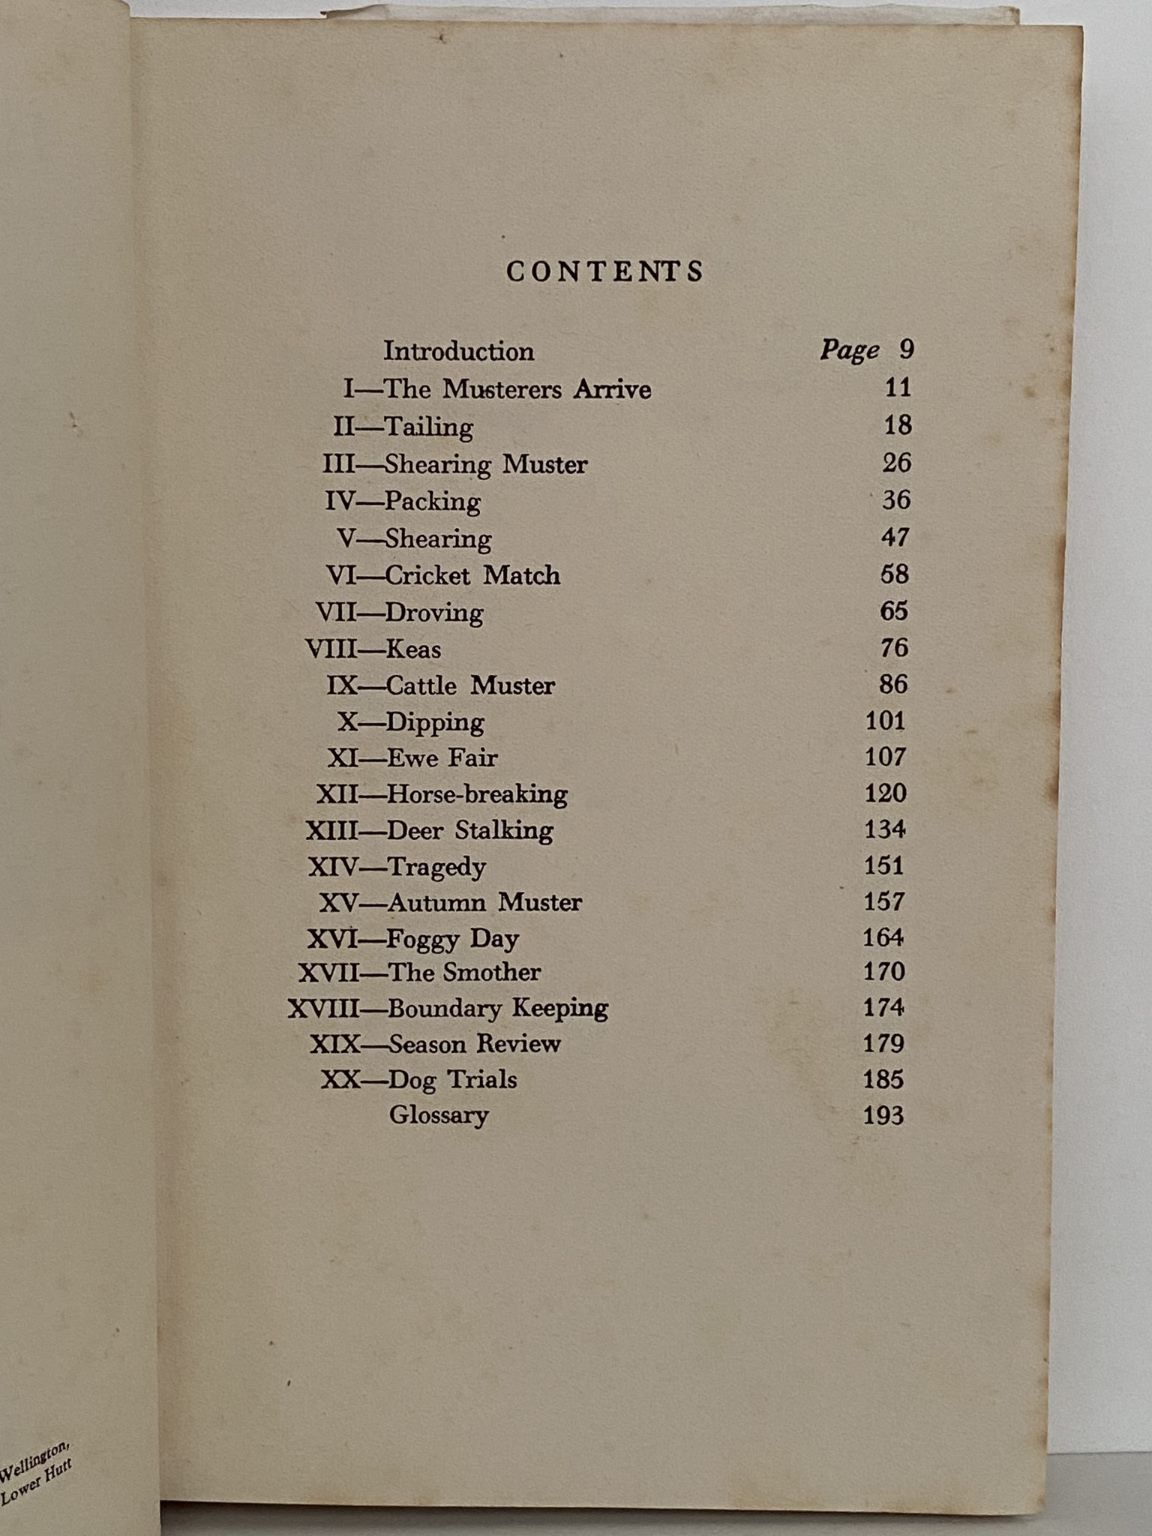 CONTENTS
Introduction Page 9
I—The Musterers Arrive 11
II—Tailing 18
III—Shearing Muster 26
IV—Packing 36
V—Shearing 47
VI—Cricket Match 58
VII—Droving 65
VIII—Keas 76
IX—Cattle Muster 86
X—Dipping 101
XI—Ewe Fair 107
XII—Horse-breaking 120
XIII—Deer Stalking 134
XIV—Tragedy 151
XV—Autumn Muster 157
XVI—Foggy Day 164
XVII—The Smother 170
XVIII—Boundary Keeping 174
XIX—Season Review 179
XX—Dog Trials 185
Glossary 193
Wellington,
Lower Hutt